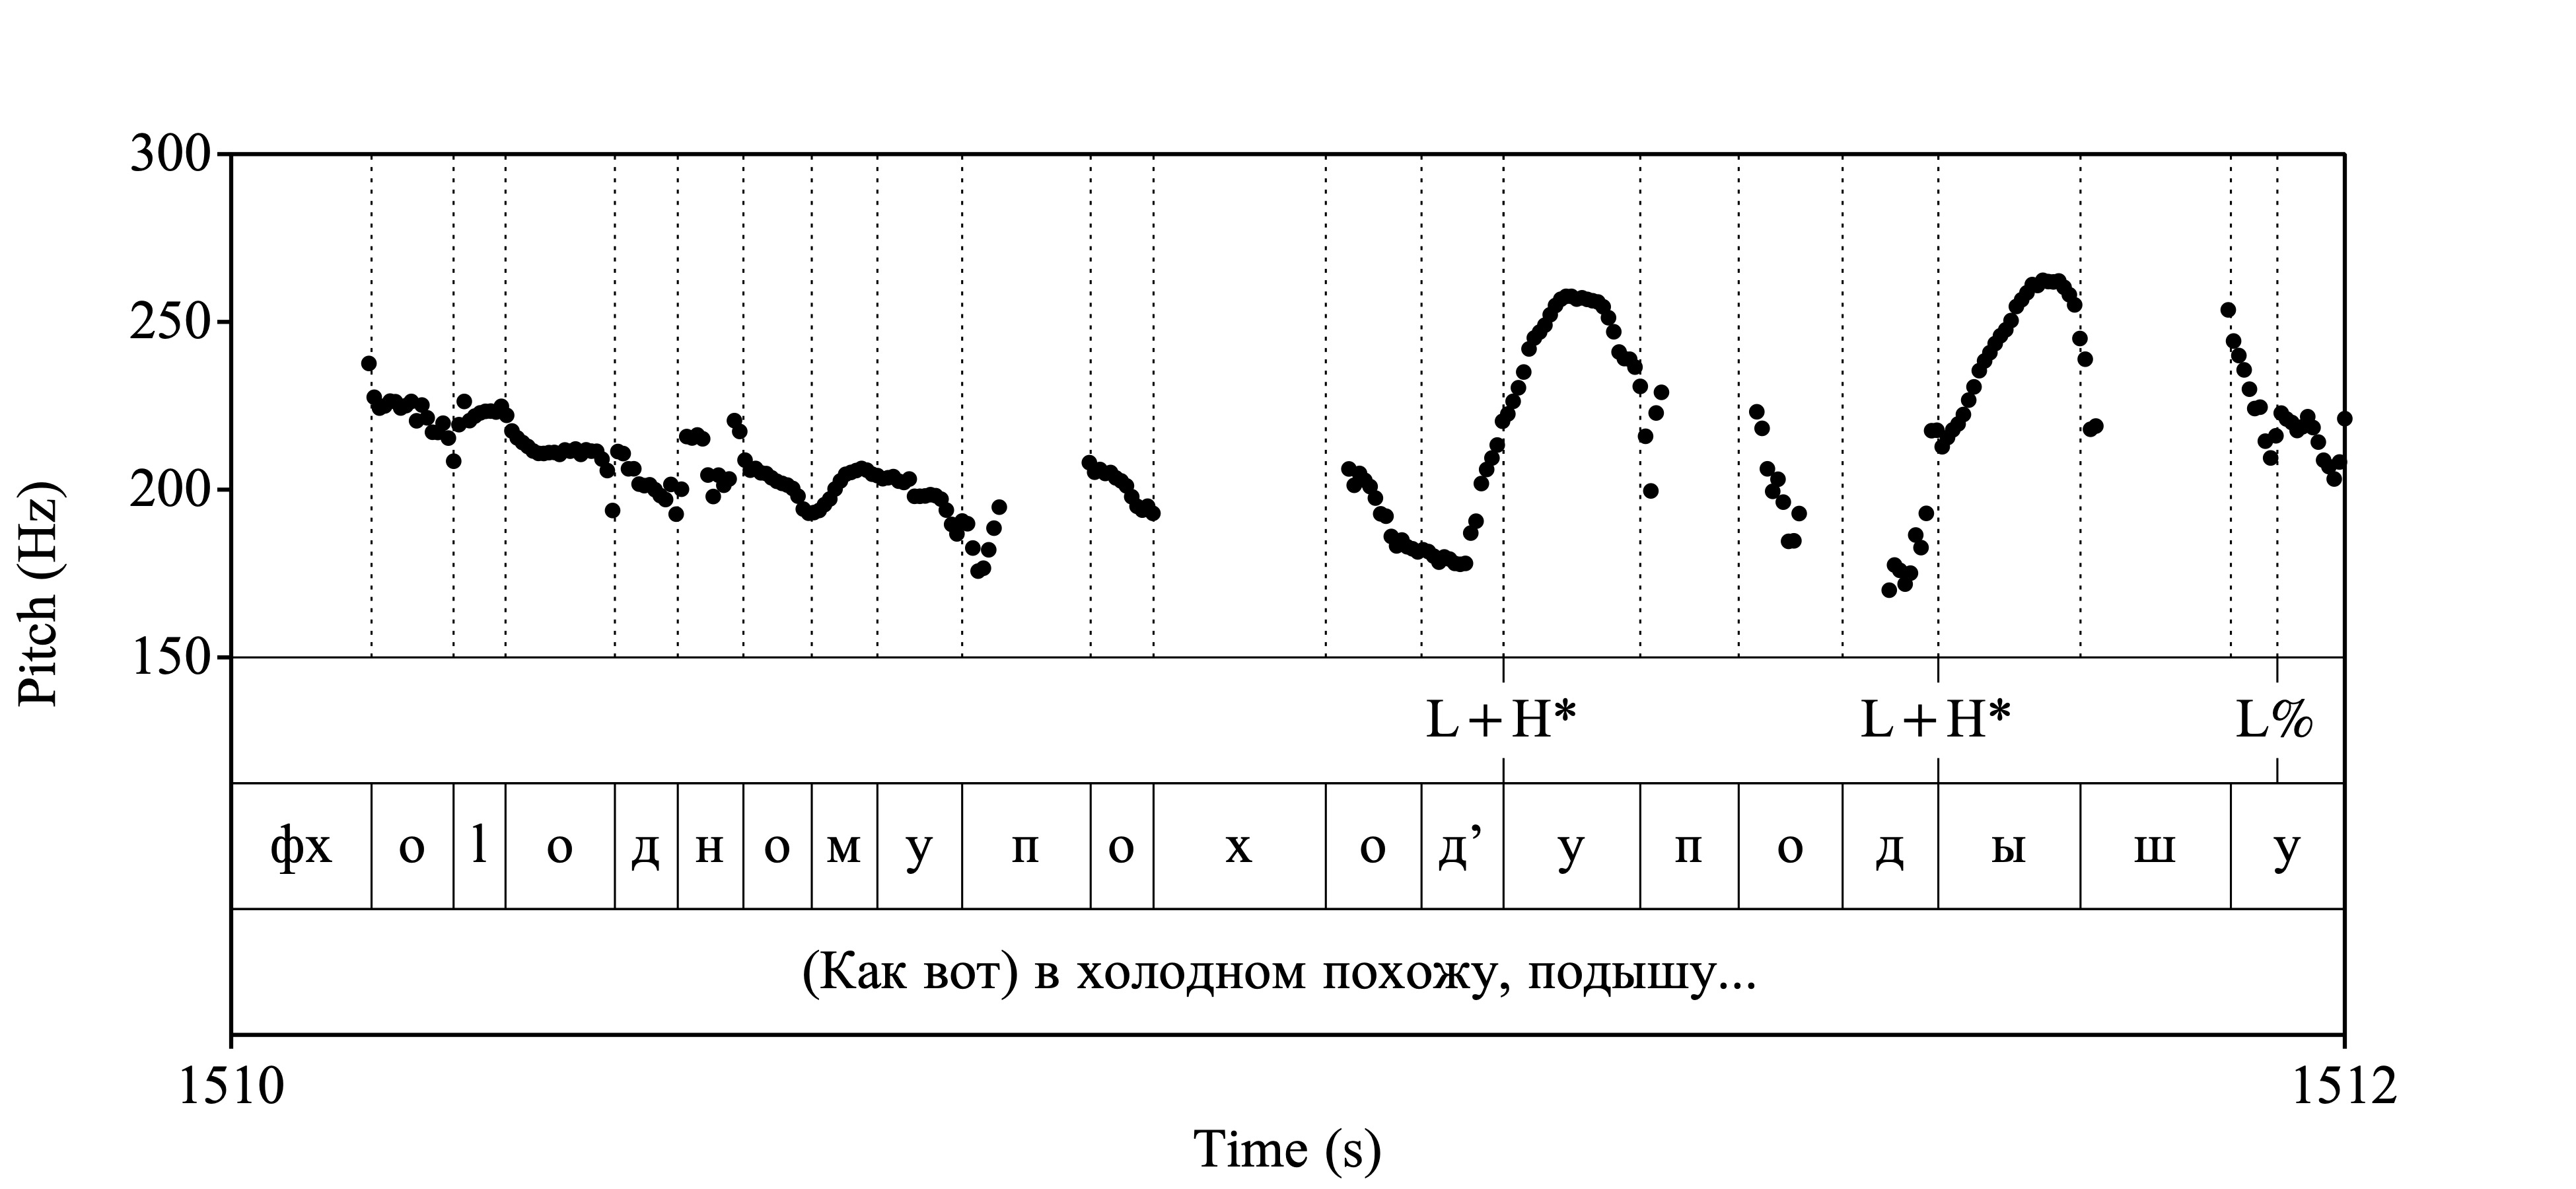 300
250
200
150
Pitch (Hz)
L+H* L+H* L%
фх о l о д н о м у п о х о д’ у п о д ы ш у
(Как вот) в холодном похожу, подышу...
1510 1512
Time (s)